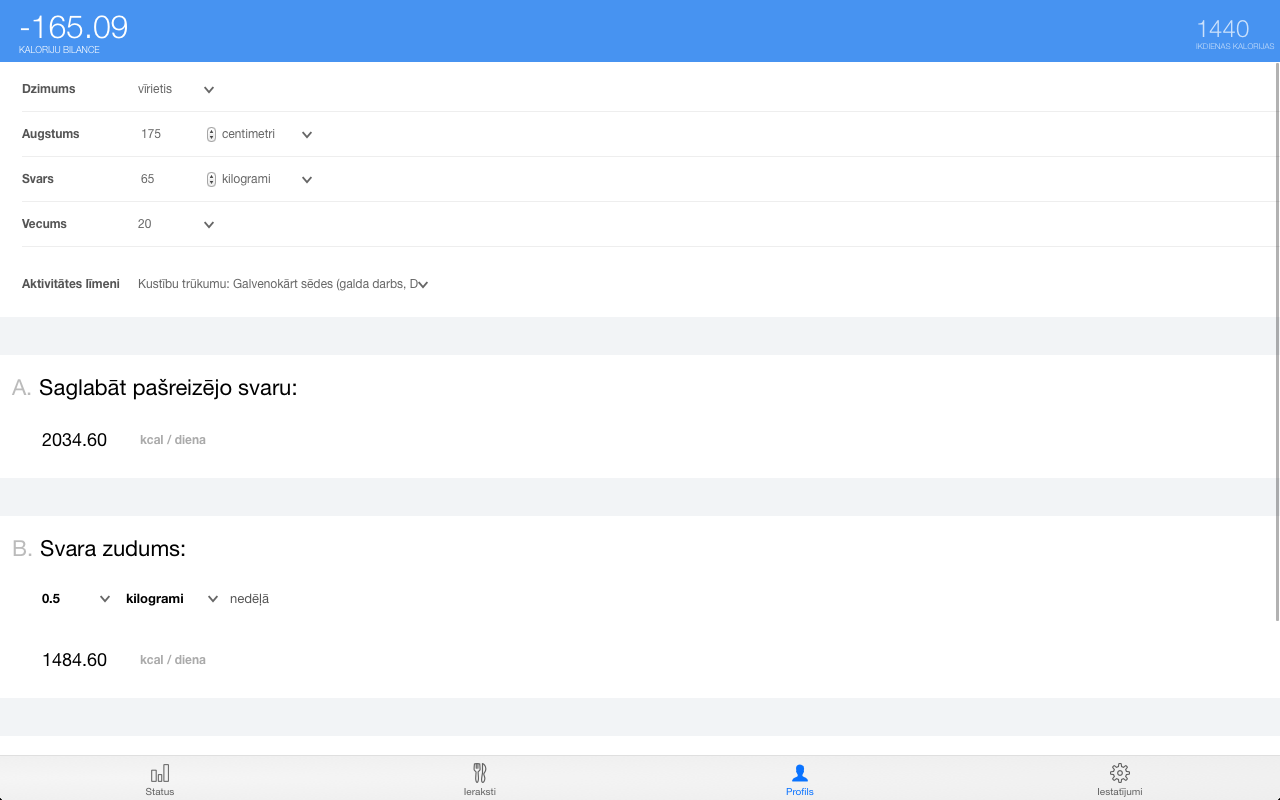 -165.09
KALORIJU BILANCE
1440
IKDIENAS KALORIJAS
Dzimums vīrietis
Augstums 175 centimetri
Svars 65 kilogrami
Vecums 20
Aktivitātes līmeni Kustību trūkumu: Galvenokārt sēdes (galda darbs, D
A. Saglabāt pašreizējo svaru:
2034.60 kcal / diena
B. Svara zudums:
0.5 kilogrami nedēļā
1484.60 kcal / diena
Status Ieraksti Profils Iestatījumi